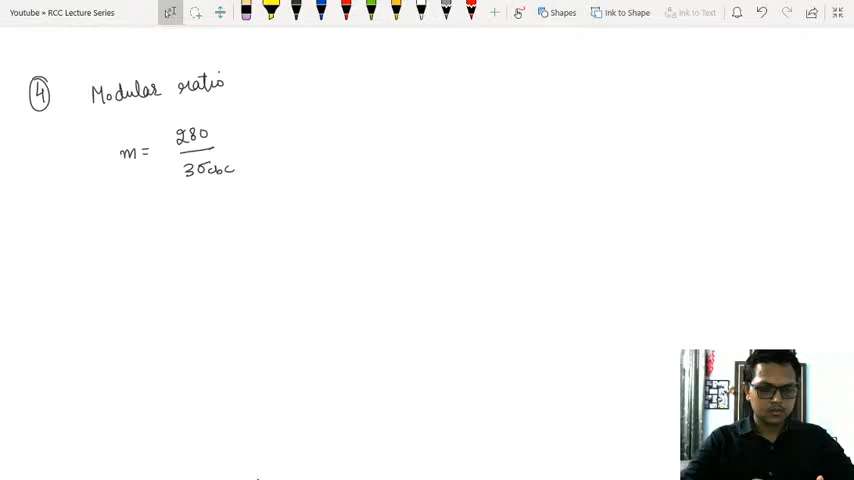 Youtube » RCC Lecture Series
Shapes
Ink to Shape
Ink to Text
4 Modular ratio
m = 280
3σcbc